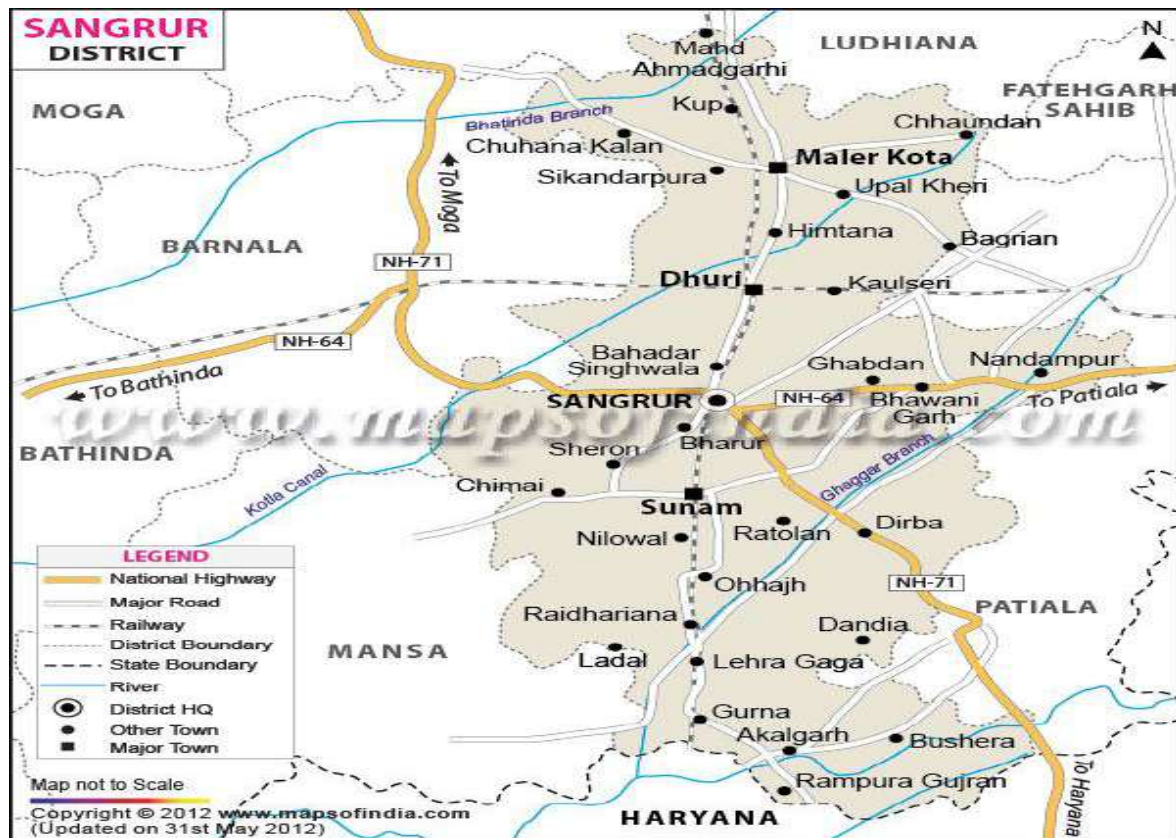 SANGRUR
DISTRICT
N
LUDHIANA
FATEHGARH
SAHIB
MOGA
Mahd
Ahmadgarhi
Kup
Bhatinda Branch
Chhaundan
Chuhana Kalan
Maler Kota
Sikandarpura
Upal Kheri
To Moga
BARNALA
Himtana
Bagrian
NH-71
Dhuri
Kaulseri
NH-64
Bahadar
Singhwala
Ghabdan
Nandampur
To Bathinda
SANGRUR
NH-64
Bhawani
Garh
To Patiala
www.mapsofindia.com
BATHINDA
Bharur
Sheron
Ghaggar Branch
Kotla Canal
Chimai
Sunam
Ratolan
Dirba
Nilowal
NH-71
Ohhajh
PATIALA
Raidhariana
Dandia
MANSA
Ladal
Lehra Gaga
Gurna
Akalgarh
Bushera
Rampura Gujran
To Haryana
HARYANA
LEGEND
National Highway
Major Road
Railway
District Boundary
State Boundary
River
District HQ
Other Town
Major Town
Map not to Scale
Copyright © 2012 www.mapsofindia.com
(Updated on 31st May 2012)